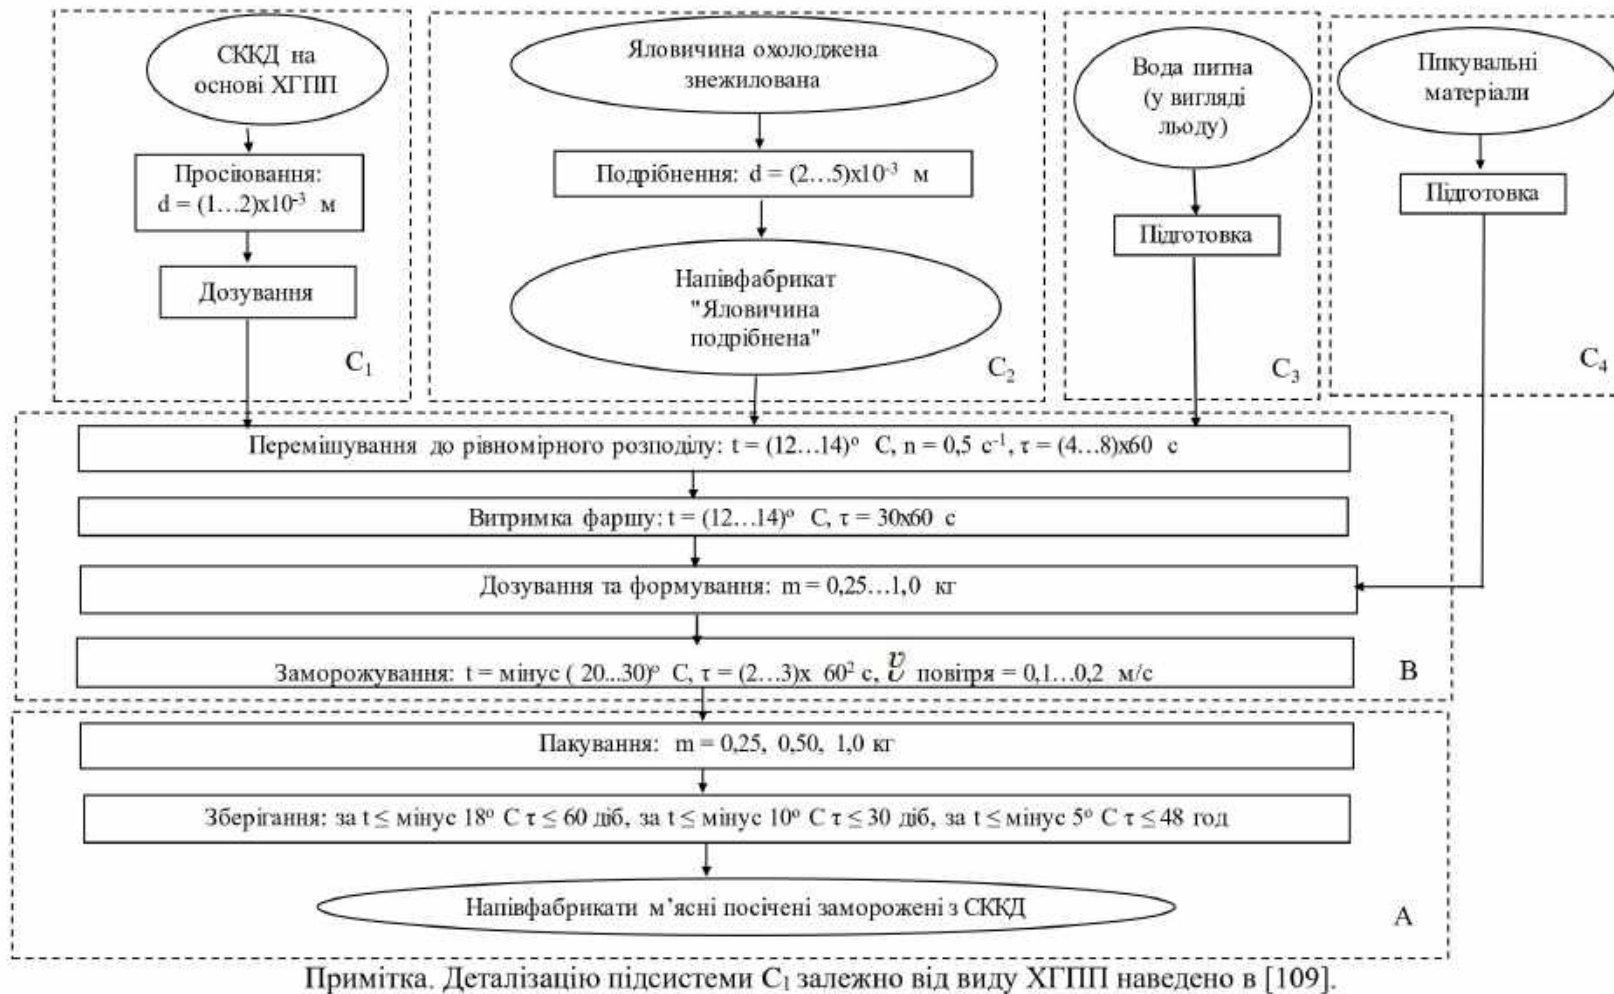 СККД на
основі ХГПП
Просіювання:
d = (1…2)x10⁻³ м
Дозування
C₁
Яловичина охолоджена
знежилована
Подрібнення: d = (2…5)x10⁻³ м
Напівфабрикат
"Яловичина
подрібнена"
C₂
Вода питна
(у вигляді
льоду)
Підготовка
C₃
Ппкувальні
матеріали
Підготовка
C₄
Перемішування до рівномірного розподілу: t = (12…14)º C, n = 0,5 c⁻¹, τ = (4…8)x60 c
Витримка фаршу: t = (12…14)º C, τ = 30x60 c
Дозування та формування: m = 0,25…1,0 кг
Заморожування: t = мінус ( 20...30)º C, τ = (2…3)x 60² c, υ повітря = 0,1…0,2 м/с
B
Пакування: m = 0,25, 0,50, 1,0 кг
Зберігання: за t ≤ мінус 18º C τ ≤ 60 діб, за t ≤ мінус 10º C τ ≤ 30 діб, за t ≤ мінус 5º C τ ≤ 48 год
Напівфабрикати м’ясні посічені заморожені з СККД
A
Примітка. Деталізацію підсистеми C₁ залежно від виду ХГПП наведено в [109].